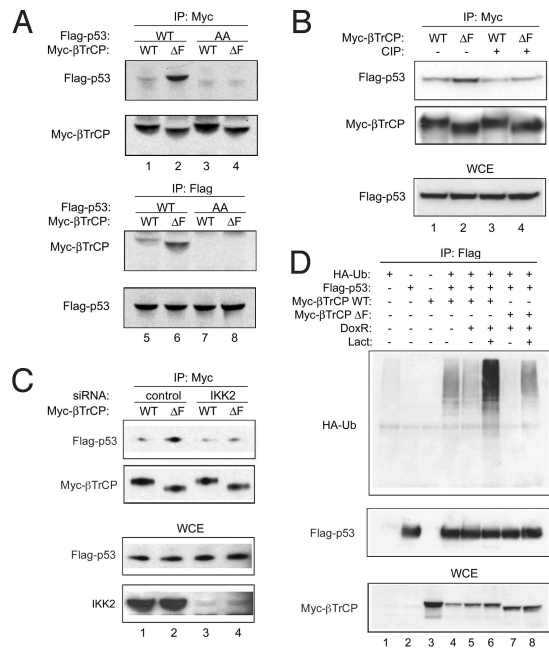 A
IP: Myc
Flag-p53: WT AA
Myc-βTrCP: WT ΔF WT ΔF
Flag-p53
Myc-βTrCP
1 2 3 4
IP: Flag
Flag-p53: WT AA
Myc-βTrCP: WT ΔF WT ΔF
Myc-βTrCP
Flag-p53
5 6 7 8
B
IP: Myc
Myc-βTrCP: WT ΔF WT ΔF
CIP: - - + +
Flag-p53
Myc-βTrCP
WCE
Flag-p53
1 2 3 4
C
IP: Myc
siRNA: control IKK2
Myc-βTrCP: WT ΔF WT ΔF
Flag-p53
Myc-βTrCP
WCE
Flag-p53
IKK2
1 2 3 4
D
IP: Flag
HA-Ub: + - - + + + + +
Flag-p53: - + - + + + + +
Myc-βTrCP WT: - - + + + + - -
Myc-βTrCP ΔF: - - - - - - + +
DoxR: - - - - + + + +
Lact: - - - - - + - +
HA-Ub
Flag-p53
WCE
Myc-βTrCP
1 2 3 4 5 6 7 8